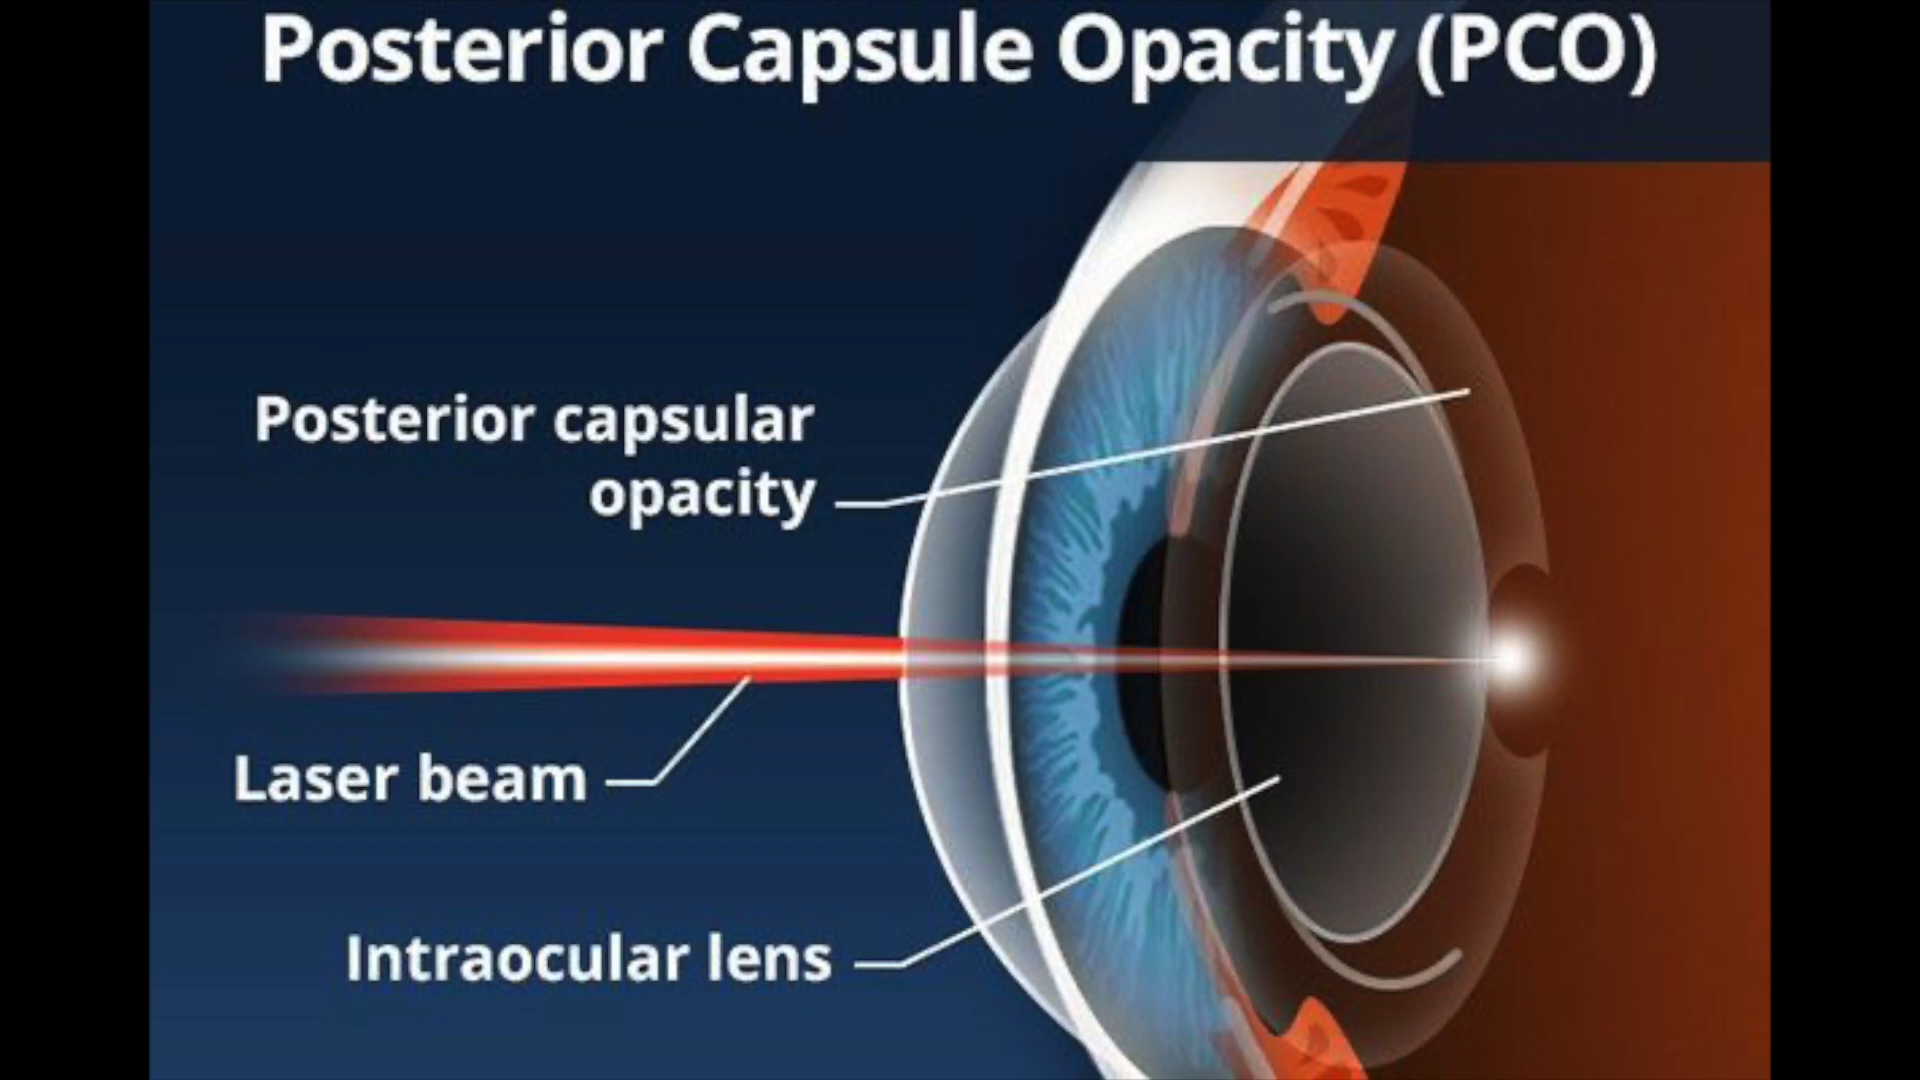 Posterior Capsule Opacity (PCO)
Posterior capsular
opacity
Laser beam
Intraocular lens